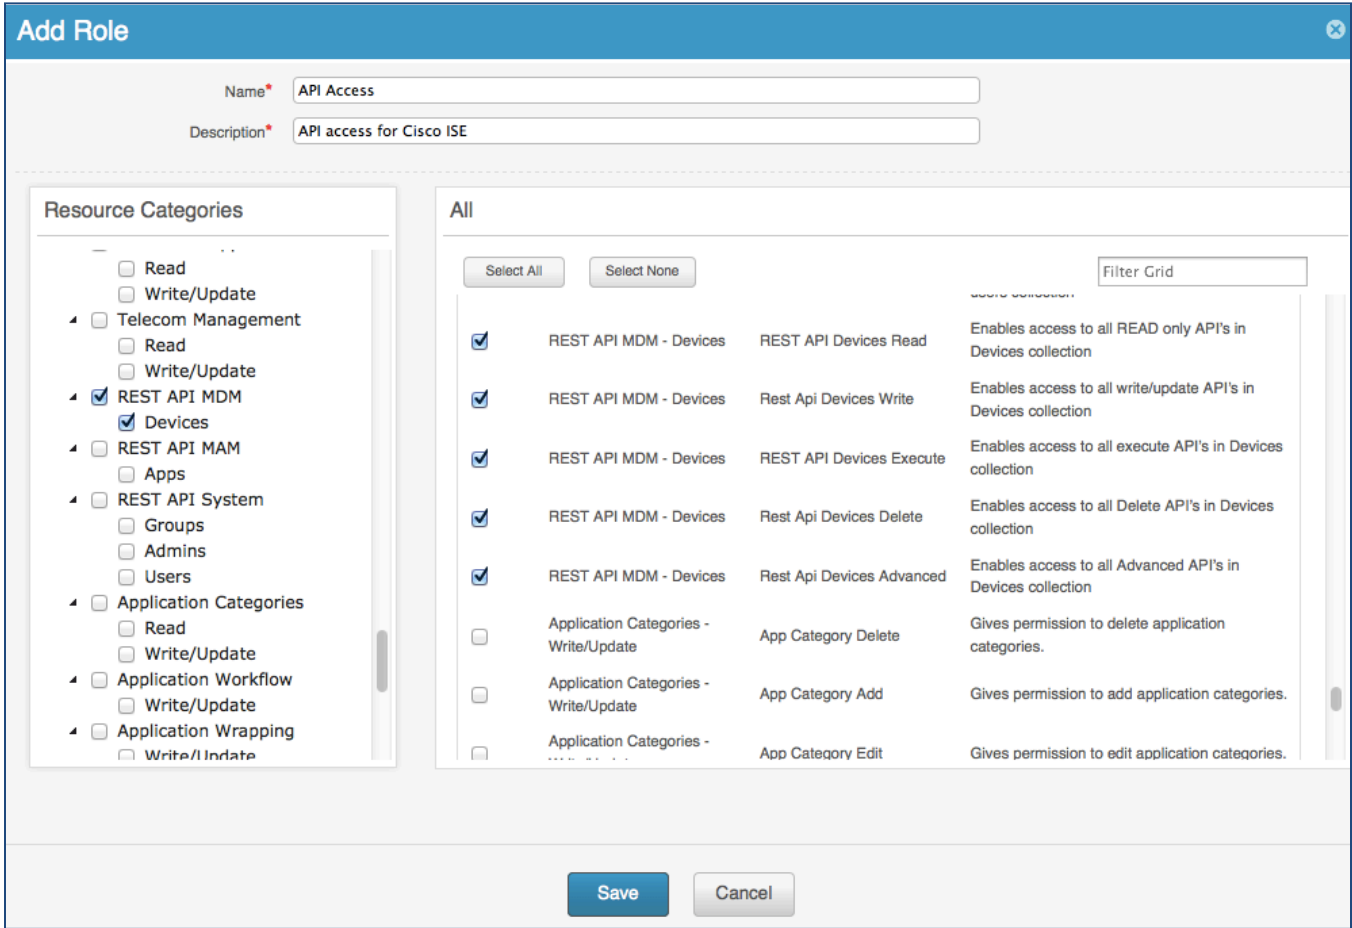 Add Role
Name*
API Access
Description*
API access for Cisco ISE
Resource Categories
Read
Write/Update
Telecom Management
Read
Write/Update
REST API MDM
Devices
REST API MAM
Apps
REST API System
Groups
Admins
Users
Application Categories
Read
Write/Update
Application Workflow
Write/Update
Application Wrapping
Write/Update
All
Select All
Select None
Filter Grid
users collection
REST API MDM - Devices
REST API Devices Read
Enables access to all READ only API's in
Devices collection
REST API MDM - Devices
Rest Api Devices Write
Enables access to all write/update API's in
Devices collection
REST API MDM - Devices
REST API Devices Execute
Enables access to all execute API's in Devices
collection
REST API MDM - Devices
Rest Api Devices Delete
Enables access to all Delete API's in Devices
collection
REST API MDM - Devices
Rest Api Devices Advanced
Enables access to all Advanced API's in
Devices collection
Application Categories -
Write/Update
App Category Delete
Gives permission to delete application
categories.
Application Categories -
Write/Update
App Category Add
Gives permission to add application categories.
Application Categories -
App Category Edit
Gives permission to edit application categories.
Save
Cancel